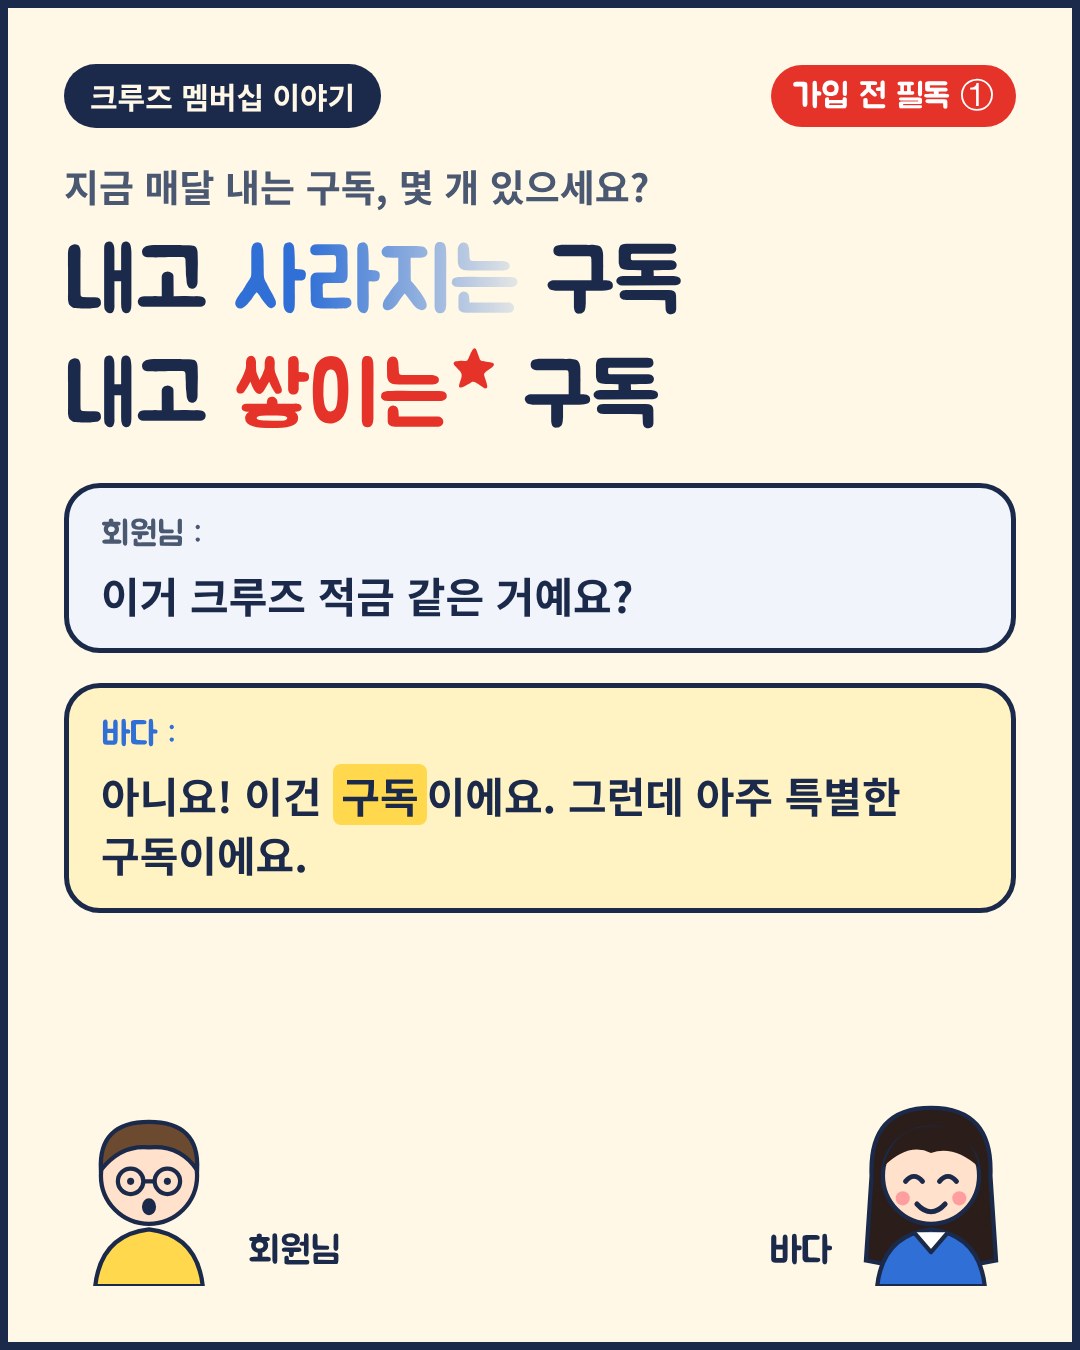 크루즈 멤버십 이야기
가입 전 필독 ①
지금 매달 내는 구독, 몇 개 있으세요?
내고 사라지는 구독
내고 쌓이는★ 구독
회원님 :
이거 크루즈 적금 같은 거예요?
바다 :
아니요! 이건 구독이에요. 그런데 아주 특별한
구독이에요.
회원님
바다